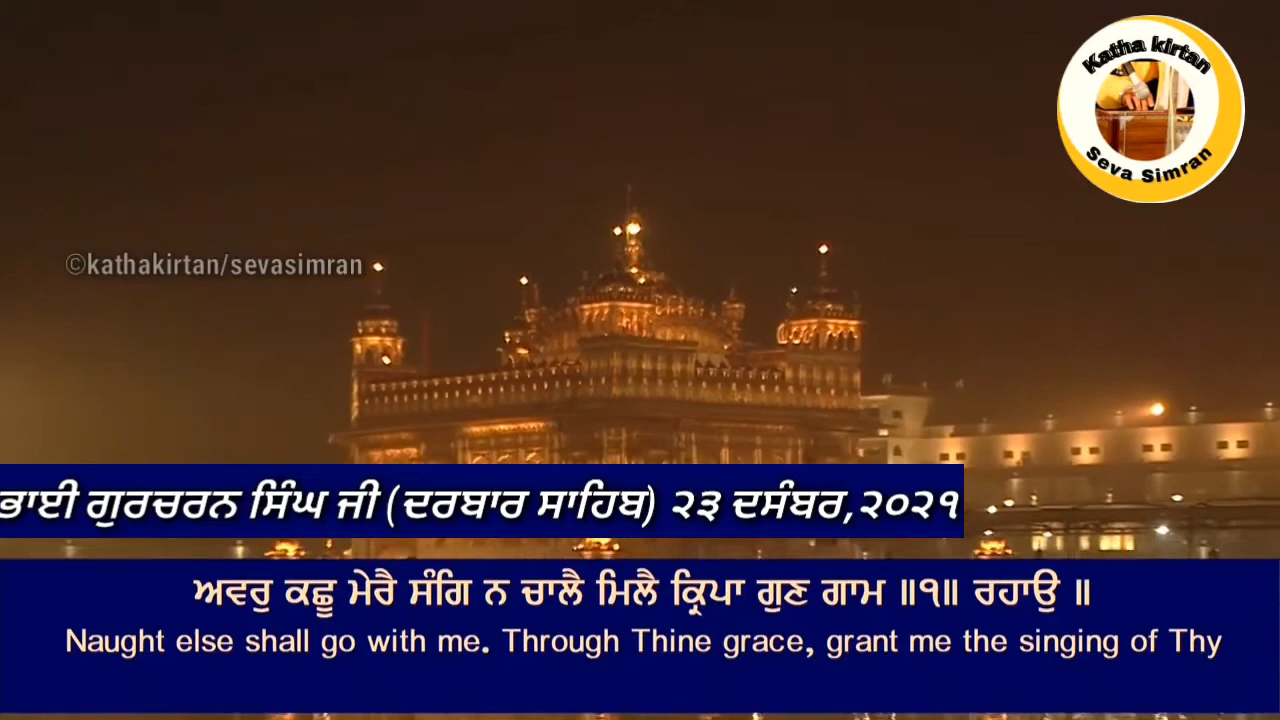 Katha kirtan
Seva Simran
©kathakirtan/sevasimran
ਭਾਈ ਗੁਰਚਰਨ ਸਿੰਘ ਜੀ (ਦਰਬਾਰ ਸਾਹਿਬ) ੨੩ ਦਸੰਬਰ,੨੦੨੧
ਅਵਰੁ ਕਛੂ ਮੇਰੈ ਸੰਗਿ ਨ ਚਾਲੈ ਮਿਲੈ ਕ੍ਰਿਪਾ ਗੁਣ ਗਾਮ ॥੧॥ ਰਹਾਉ ॥
Naught else shall go with me. Through Thine grace, grant me the singing of Thy